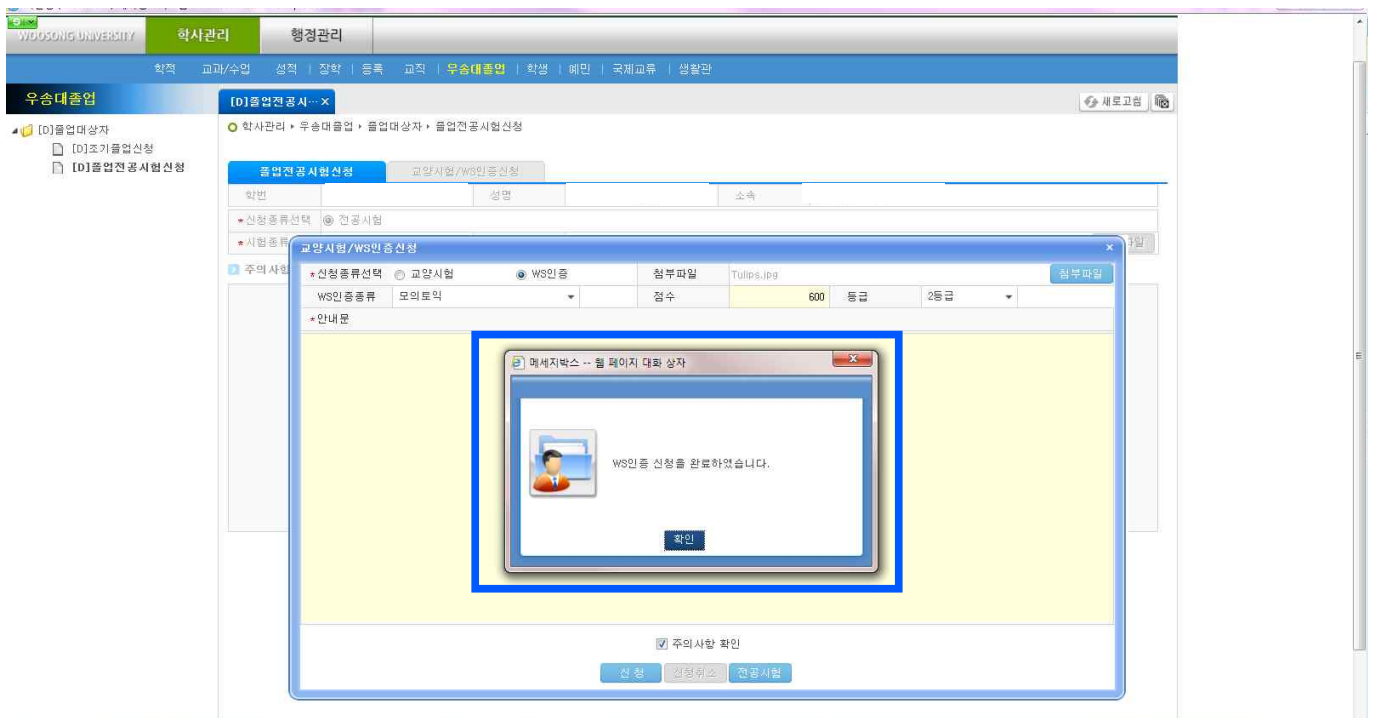 WOOSONG UNIVERSITY 학사관리 행정관리
학적 교과/수업 성적 | 장학 | 등록 교직 | 우송대졸업 | 학생 | 예민 | 국제교류 | 생활관
우송대졸업 [D]졸업전공시… × 새로고침
[D]졸업대상자 학사관리 ▸ 우송대졸업 ▸ 졸업대상자 ▸ 졸업전공시험신청
[D]조기졸업신청
[D]졸업전공시험신청 졸업전공시험신청 교양시험/WS인증신청
학번 성명 소속
*신청종류선택 전공시험
*시험종류
주의사항
교양시험/WS인증신청 ×
*신청종류선택 교양시험 WS인증 첨부파일 Tulips.jpg 첨부파일
WS인증종류 모의토익 점수 600 등급 2등급
*안내문
메세지박스 -- 웹 페이지 대화 상자
WS인증 신청을 완료하였습니다.
확인
주의사항 확인
신 청 신청취소 전공시험